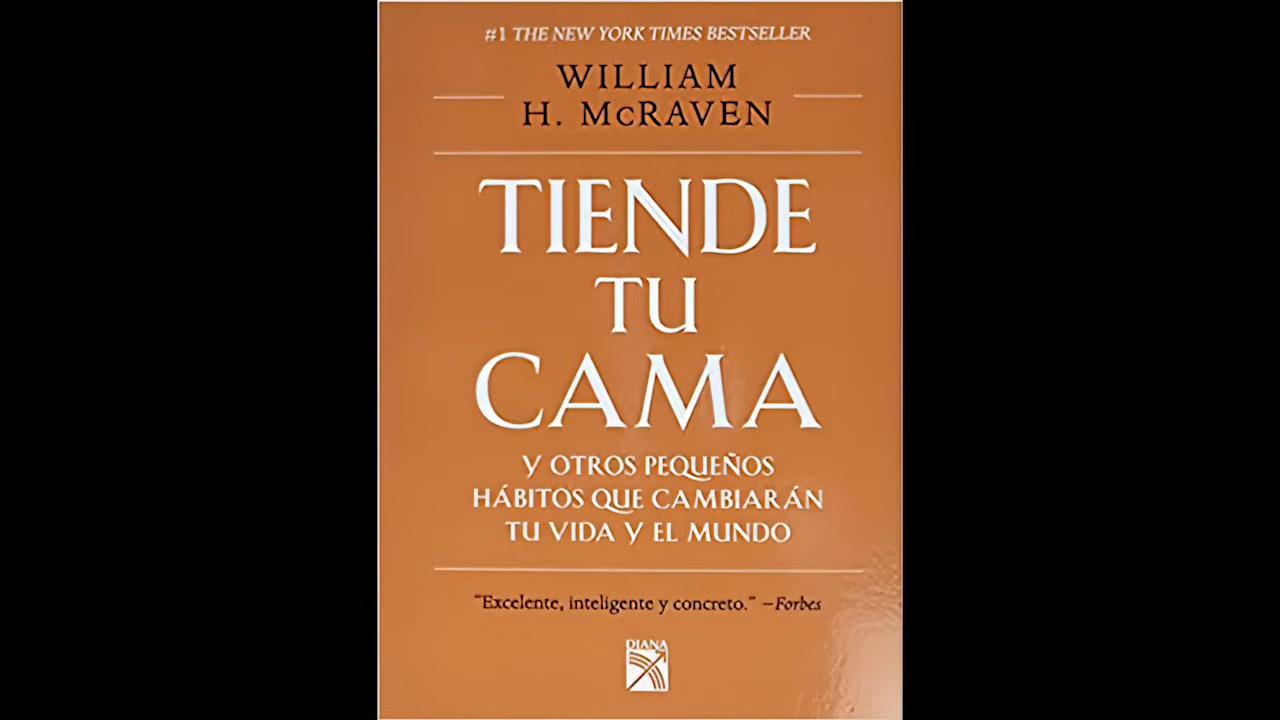 #1 THE NEW YORK TIMES BESTSELLER
WILLIAM
H. McRAVEN
TIENDE
TU
CAMA
Y OTROS PEQUEÑOS
HÁBITOS QUE CAMBIARÁN
TU VIDA Y EL MUNDO
"Excelente, inteligente y concreto." —Forbes
DIANA